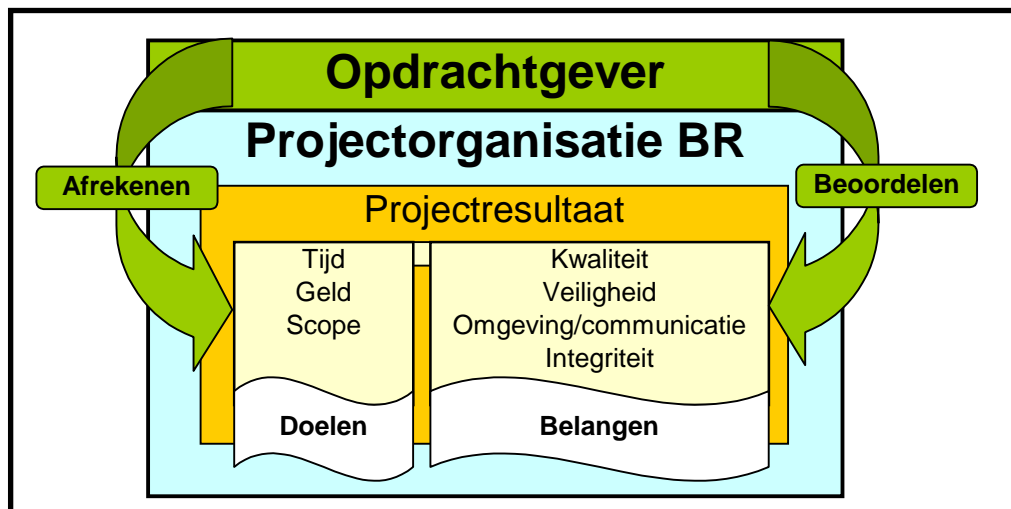 Opdrachtgever
Projectorganisatie BR
Afrekenen
Beoordelen
Projectresultaat
Tijd
Geld
Scope
Doelen
Kwaliteit
Veiligheid
Omgeving/communicatie
Integriteit
Belangen